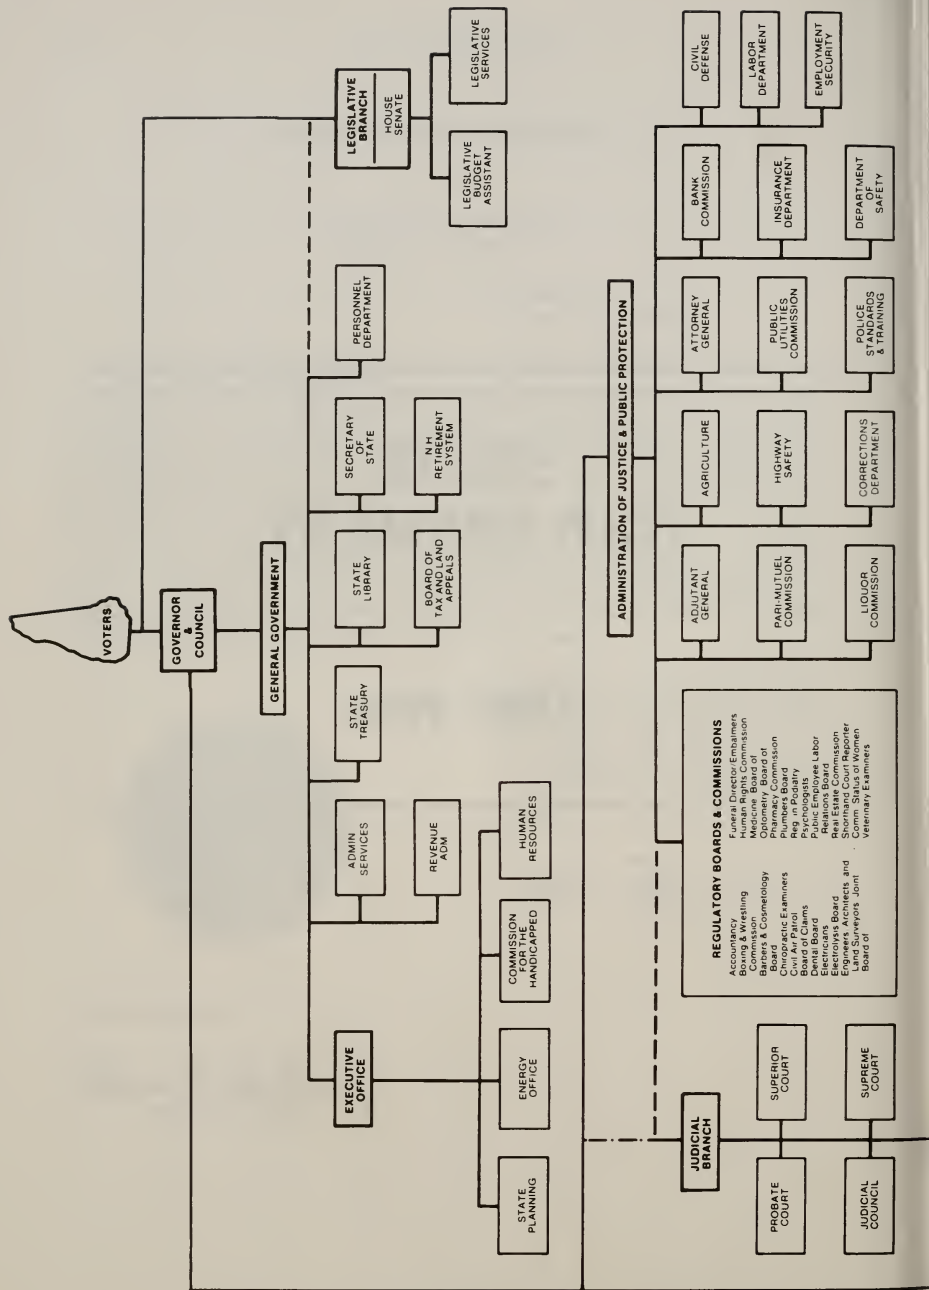 VOTERS
GOVERNOR
&
COUNCIL
LEGISLATIVE
BRANCH
HOUSE
SENATE
LEGISLATIVE
BUDGET
ASSISTANT
LEGISLATIVE
SERVICES
GENERAL GOVERNMENT
EXECUTIVE
OFFICE
ADMIN
SERVICES
REVENUE
ADM
STATE
TREASURY
STATE
LIBRARY
BOARD OF
TAX AND LAND
APPEALS
SECRETARY
OF
STATE
N H
RETIREMENT
SYSTEM
PERSONNEL
DEPARTMENT
STATE
PLANNING
ENERGY
OFFICE
COMMISSION
FOR THE
HANDICAPPED
HUMAN
RESOURCES
ADMINISTRATION OF JUSTICE & PUBLIC PROTECTION
JUDICIAL
BRANCH
PROBATE
COURT
SUPERIOR
COURT
JUDICIAL
COUNCIL
SUPREME
COURT
REGULATORY BOARDS & COMMISSIONS
Accountancy
Boxing & Wrestling
Commission
Barbers & Cosmetology
Board
Chiropractic Examiners
Civil Air Patrol
Board of Claims
Dental Board
Electricians
Electrolysis Board
Engineers Architects and
Land Surveyors Joint
Board of
Funeral Director/Embalmers
Human Rights Commission
Medicine Board of
Optometry Board of
Pharmacy Commission
Plumbers Board
Reg in Podiatry
Psychologists
Public Employee Labor
Relations Board
Real Estate Commission
Shorthand Court Reporter
Comm Status of Women
Veterinary Examiners
ADJUTANT
GENERAL
PARI-MUTUEL
COMMISSION
LIQUOR
COMMISSION
AGRICULTURE
HIGHWAY
SAFETY
CORRECTIONS
DEPARTMENT
ATTORNEY
GENERAL
PUBLIC
UTILITIES
COMMISSION
POLICE
STANDARDS
& TRAINING
BANK
COMMISSION
INSURANCE
DEPARTMENT
DEPARTMENT
OF
SAFETY
CIVIL
DEFENSE
LABOR
DEPARTMENT
EMPLOYMENT
SECURITY